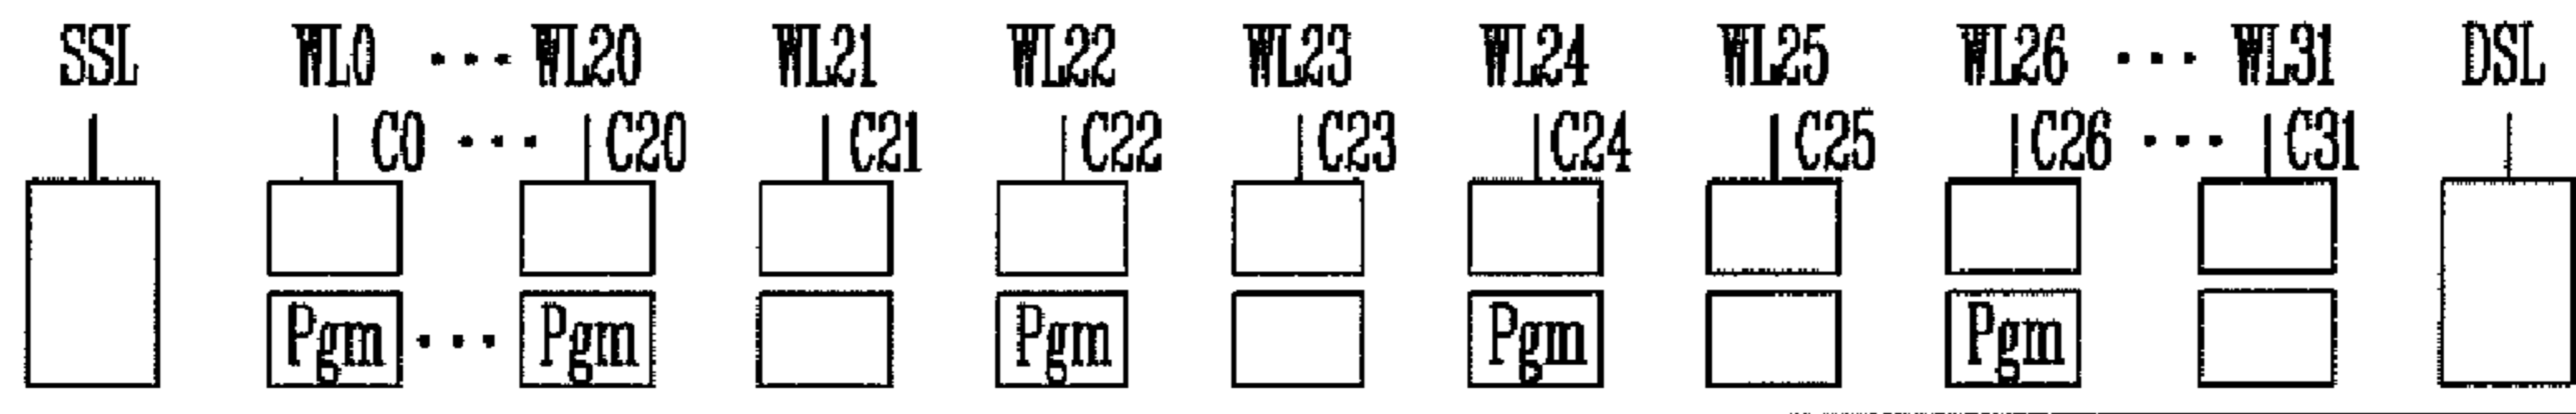 SSL WL0 ··· WL20 WL21 WL22 WL23 WL24 WL25 WL26 ··· WL31 DSL
C0 ··· C20 C21 C22 C23 C24 C25 C26 ··· C31
Pgm ··· Pgm Pgm Pgm Pgm